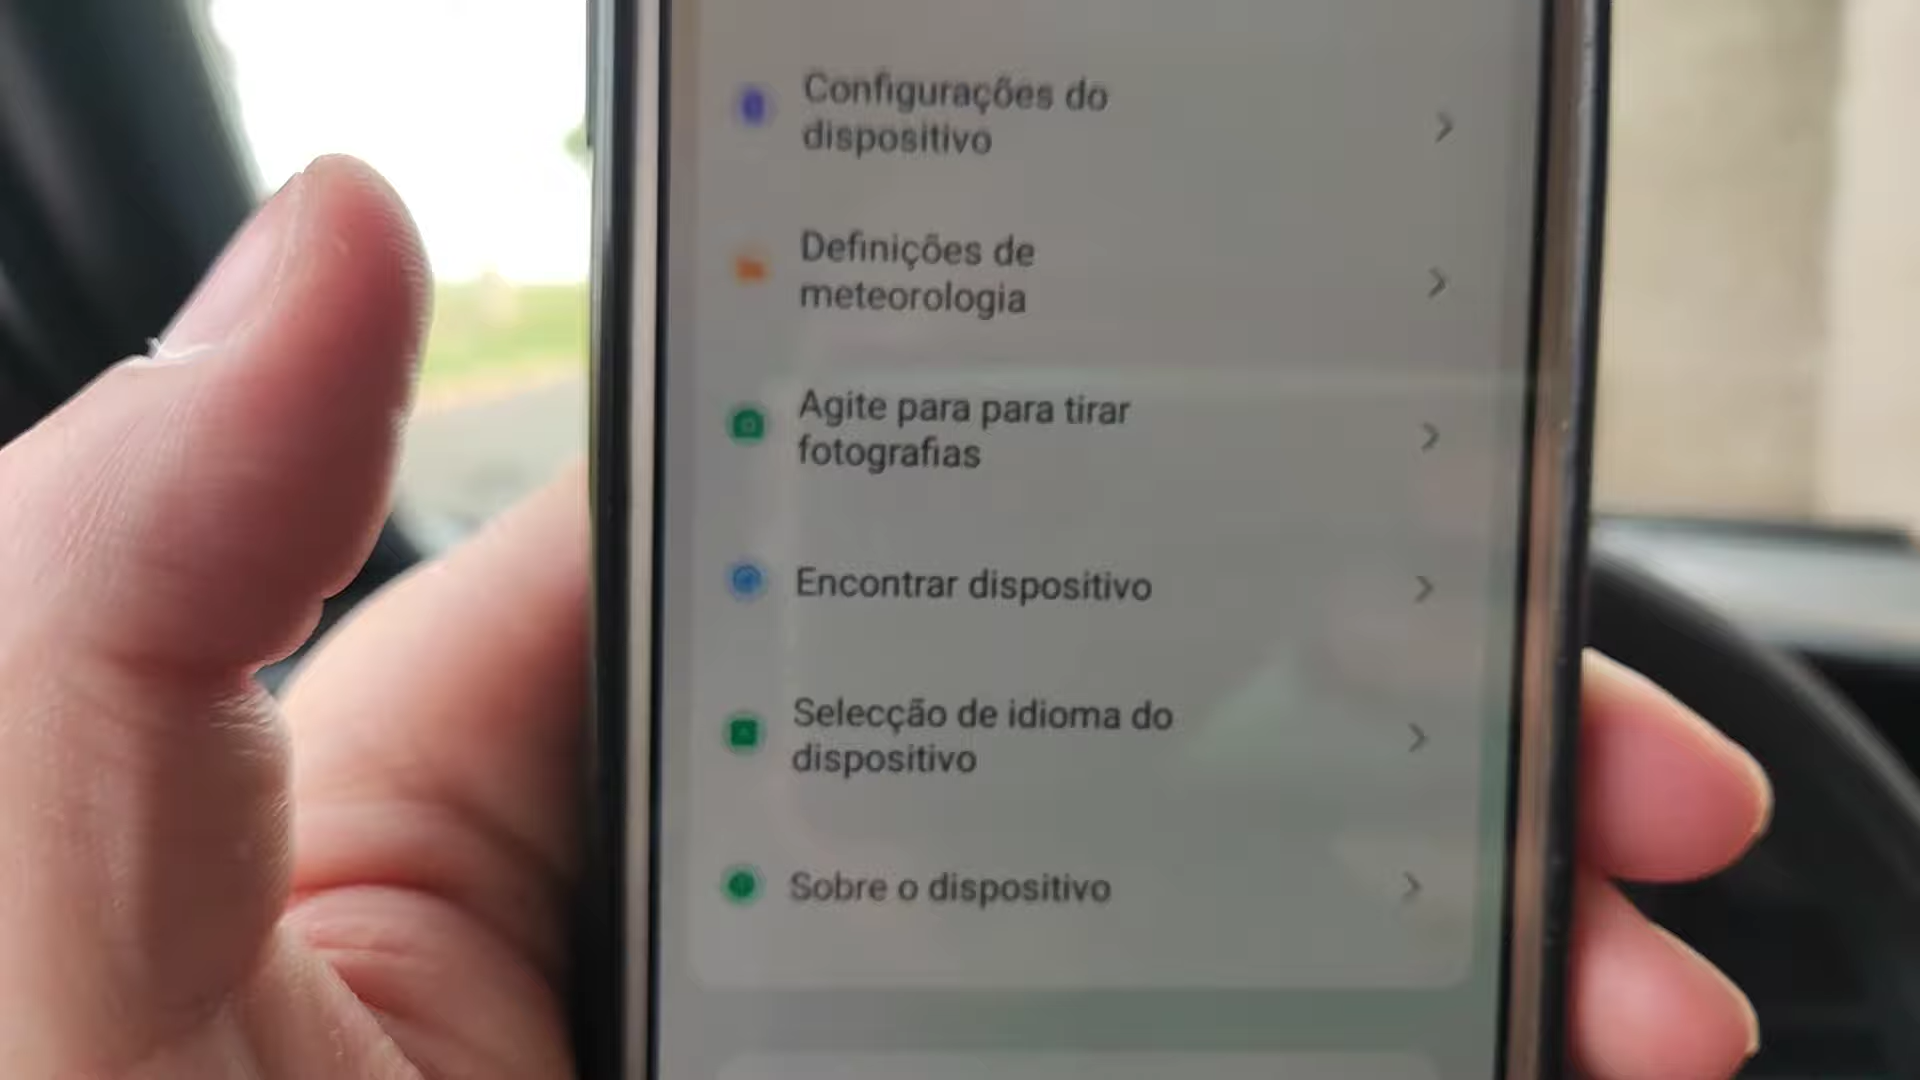 Configurações do
dispositivo
Definições de
meteorologia
Agite para para tirar
fotografias
Encontrar dispositivo
Selecção de idioma do
dispositivo
Sobre o dispositivo